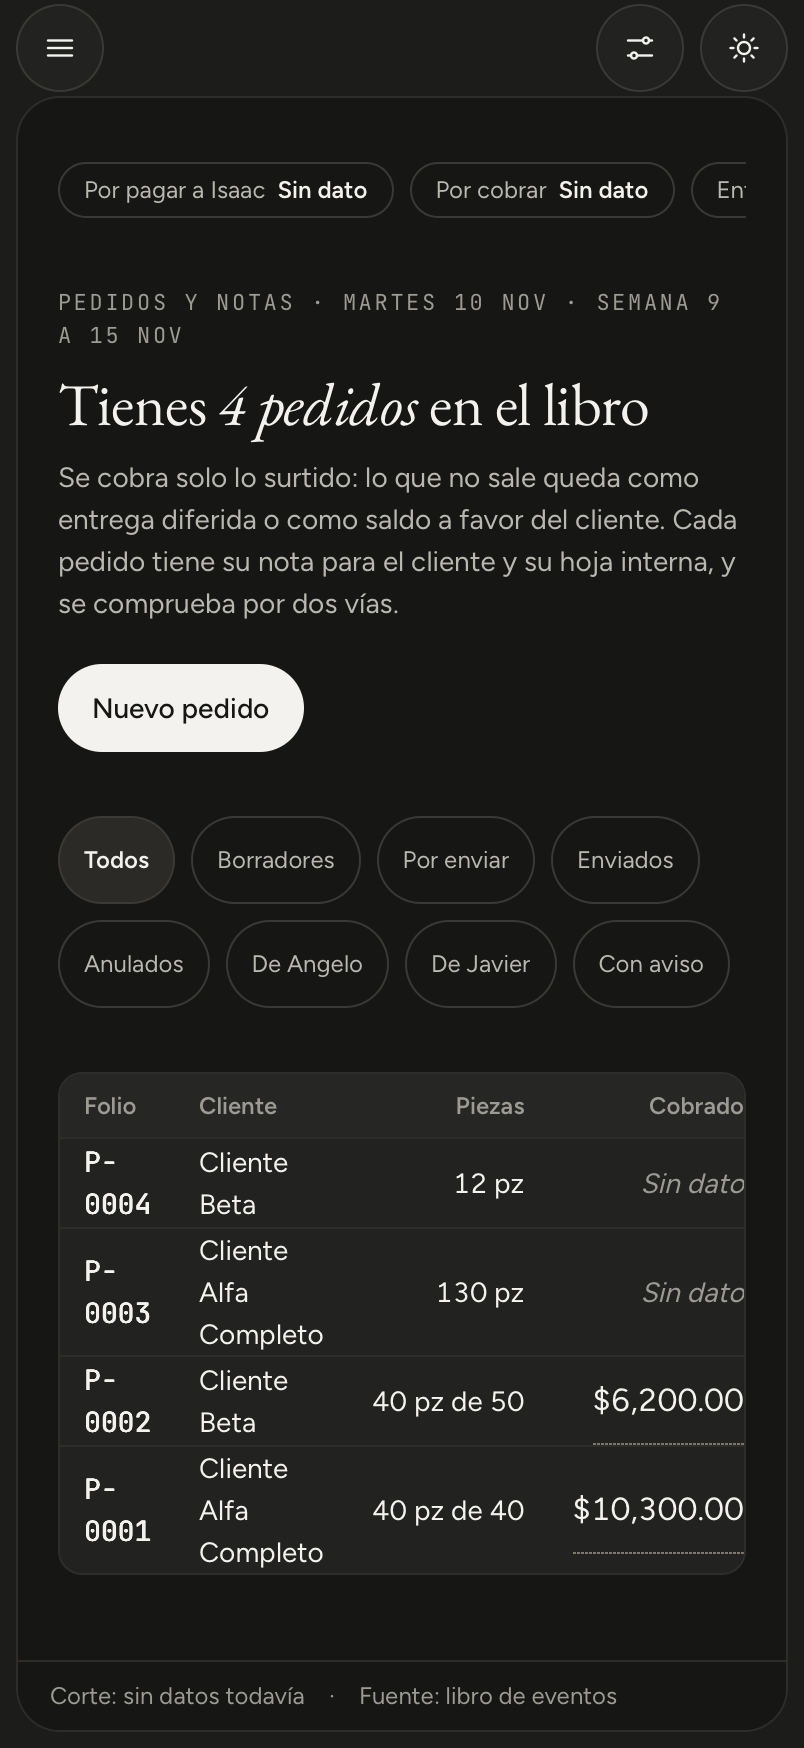 Por pagar a Isaac Sin dato Por cobrar Sin dato
PEDIDOS Y NOTAS · MARTES 10 NOV · SEMANA 9
A 15 NOV
Tienes 4 pedidos en el libro
Se cobra solo lo surtido: lo que no sale queda como
entrega diferida o como saldo a favor del cliente. Cada
pedido tiene su nota para el cliente y su hoja interna, y
se comprueba por dos vías.
Nuevo pedido
Todos Borradores Por enviar Enviados
Anulados De Angelo De Javier Con aviso
Folio Cliente Piezas Cobrado
P-0004 Cliente Beta 12 pz Sin dato
P-0003 Cliente Alfa Completo 130 pz Sin dato
P-0002 Cliente Beta 40 pz de 50 $6,200.00
P-0001 Cliente Alfa Completo 40 pz de 40 $10,300.00
Corte: sin datos todavía · Fuente: libro de eventos